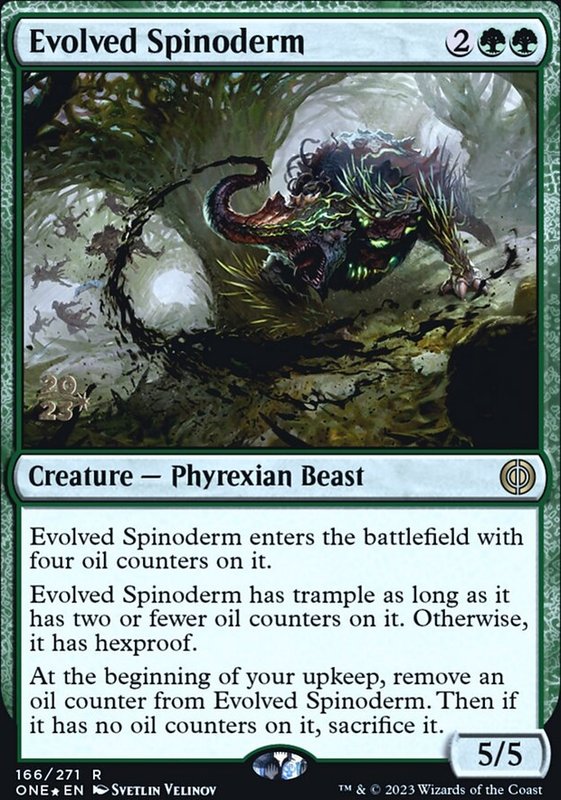 Evolved Spinoderm 2
20
23
Creature — Phyrexian Beast
Evolved Spinoderm enters the battlefield with
four oil counters on it.
Evolved Spinoderm has trample as long as it
has two or fewer oil counters on it. Otherwise,
it has hexproof.
At the beginning of your upkeep, remove an
oil counter from Evolved Spinoderm. Then if
it has no oil counters on it, sacrifice it.
5/5
166/271 R
ONE★EN Svetlin Velinov
™ & © 2023 Wizards of the Coast